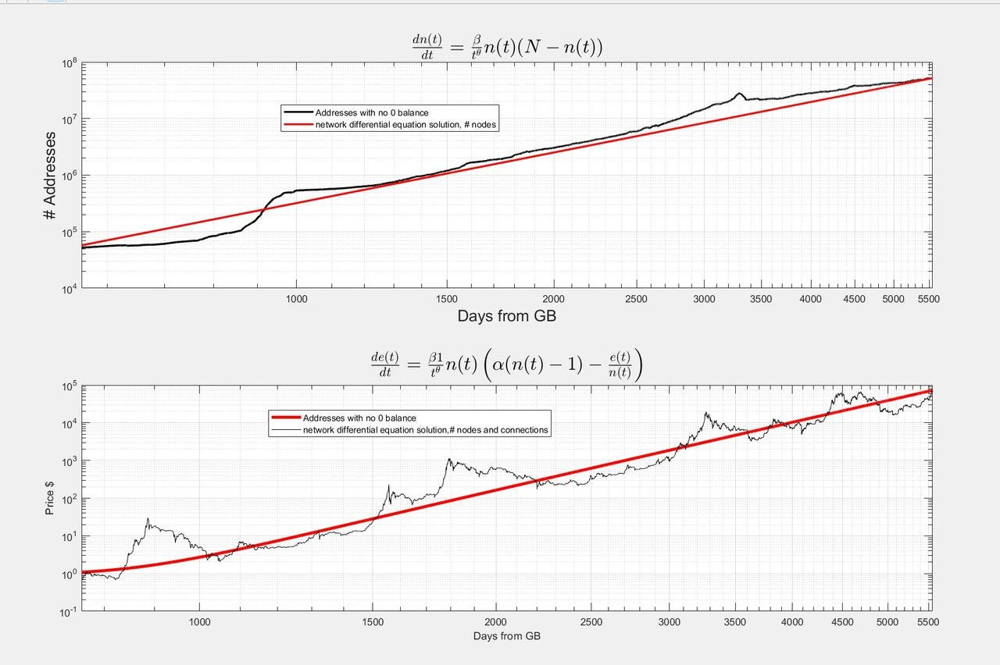 dn(t)/dt = β/t^θ n(t)(N − n(t))
10^8
10^7
10^6
10^5
10^4
# Addresses
Addresses with no 0 balance
network differential equation solution, # nodes
1000 1500 2000 2500 3000 3500 4000 4500 5000 5500
Days from GB
de(t)/dt = β1/t^θ n(t) (α(n(t) − 1) − e(t)/n(t))
10^5
10^4
10^3
10^2
10^1
10^0
10^-1
Price $
Addresses with no 0 balance
network differential equation solution,# nodes and connections
1000 1500 2000 2500 3000 3500 4000 4500 5000 5500
Days from GB